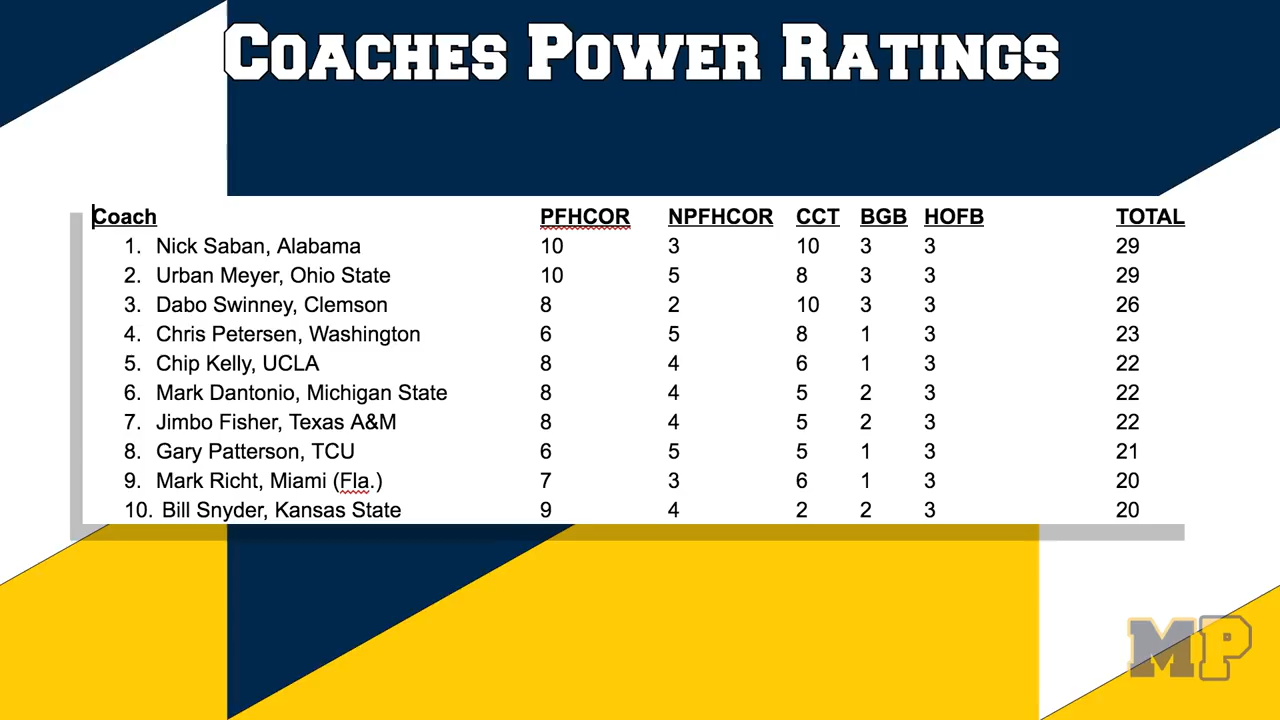 COACHES POWER RATINGS
Coach PFHCOR NPFHCOR CCT BGB HOFB TOTAL
1. Nick Saban, Alabama 10 3 10 3 3 29
2. Urban Meyer, Ohio State 10 5 8 3 3 29
3. Dabo Swinney, Clemson 8 2 10 3 3 26
4. Chris Petersen, Washington 6 5 8 1 3 23
5. Chip Kelly, UCLA 8 4 6 1 3 22
6. Mark Dantonio, Michigan State 8 4 5 2 3 22
7. Jimbo Fisher, Texas A&M 8 4 5 2 3 22
8. Gary Patterson, TCU 6 5 5 1 3 21
9. Mark Richt, Miami (Fla.) 7 3 6 1 3 20
10. Bill Snyder, Kansas State 9 4 2 2 3 20
MP